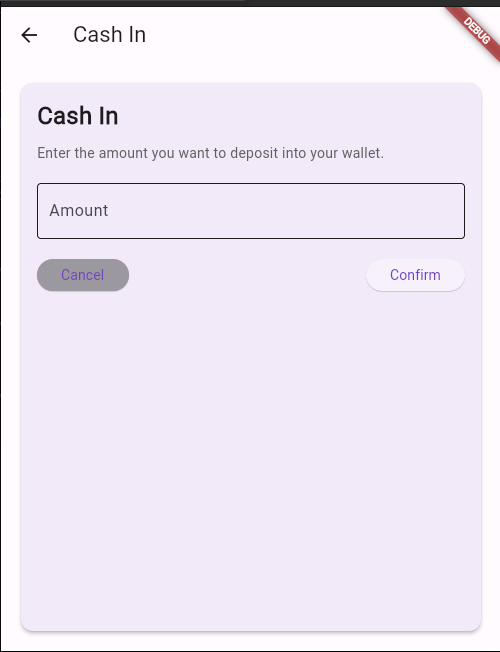 Cash In
DEBUG
Cash In
Enter the amount you want to deposit into your wallet.
Amount
Cancel
Confirm